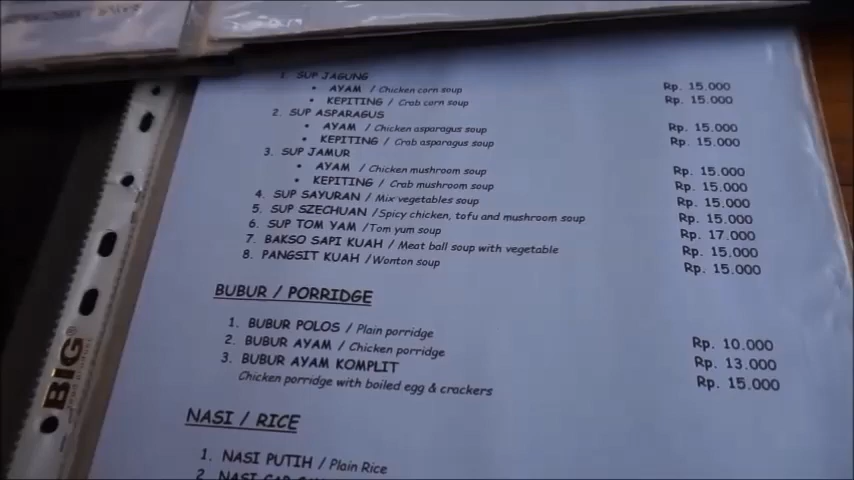 1. SUP JAGUNG
• AYAM / Chicken corn soup Rp. 15.000
• KEPITING / Crab corn soup Rp. 15.000
2. SUP ASPARAGUS
• AYAM / Chicken asparagus soup Rp. 15.000
• KEPITING / Crab asparagus soup Rp. 15.000
3. SUP JAMUR
• AYAM / Chicken mushroom soup Rp. 15.000
• KEPITING / Crab mushroom soup Rp. 15.000
4. SUP SAYURAN / Mix vegetables soup Rp. 15.000
5. SUP SZECHUAN / Spicy chicken, tofu and mushroom soup Rp. 15.000
6. SUP TOM YAM / Tom yum soup Rp. 17.000
7. BAKSO SAPI KUAH / Meat ball soup with vegetable Rp. 15.000
8. PANGSIT KUAH / Wonton soup Rp. 15.000
BUBUR / PORRIDGE
1. BUBUR POLOS / Plain porridge Rp. 10.000
2. BUBUR AYAM / Chicken porridge Rp. 13.000
3. BUBUR AYAM KOMPLIT Rp. 15.000
Chicken porridge with boiled egg & crackers
NASI / RICE
1. NASI PUTIH / Plain Rice
2. NASI
BIG®